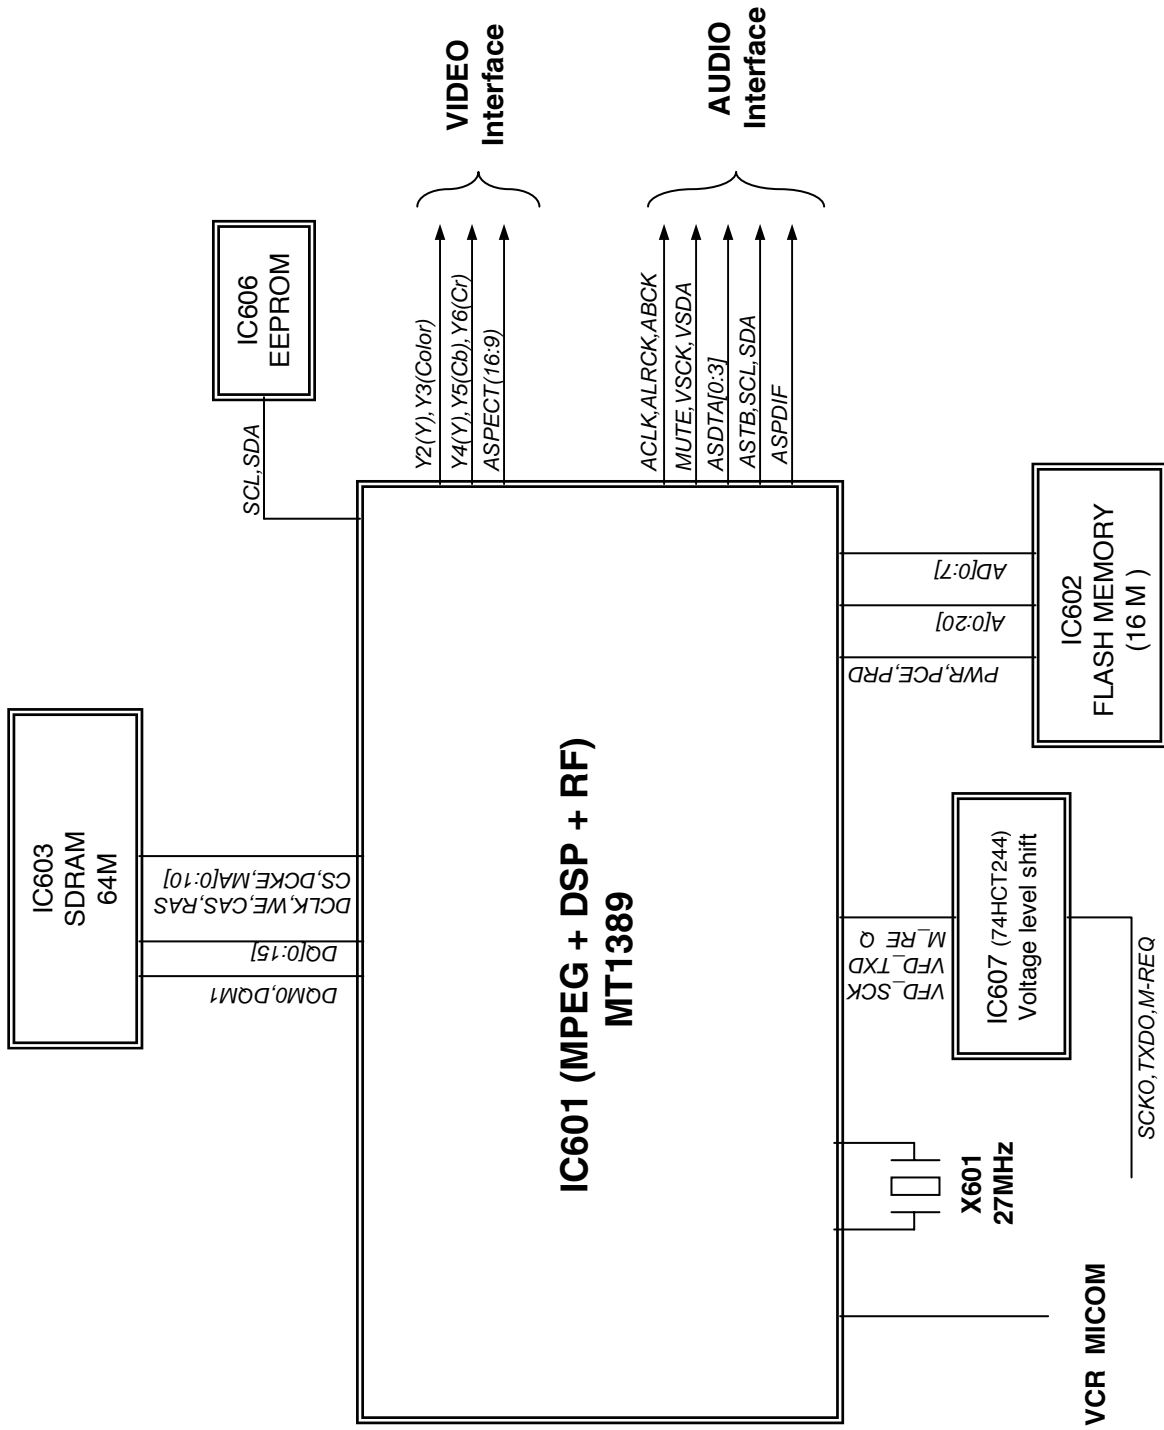 IC603
SDRAM
64M
DQM0,DQM1
DQ[0:15]
DCLK,WE,CAS,RAS
CS,DCKE,MA[0:10]
IC606
EEPROM
SCL,SDA
VIDEO
Interface
Y2(Y),Y3(Color)
Y4(Y),Y5(Cb),Y6(Cr)
ASPECT(16:9)
AUDIO
Interface
ACLK,ALRCK,ABCK
MUTE,VSCK,VSDA
ASDTA[0:3]
ASTB,SCL,SDA
ASPDIF
IC601 (MPEG + DSP + RF)
MT1389
VCR MICOM
X601
27MHz
VFD_SCK
VFD_TXD
M_RE Q
IC607 (74HCT244)
Voltage level shift
SCKO,TXDO,M-REQ
PWR,PCE,PRD
A[0:20]
AD[0:7]
IC602
FLASH MEMORY
(16 M )